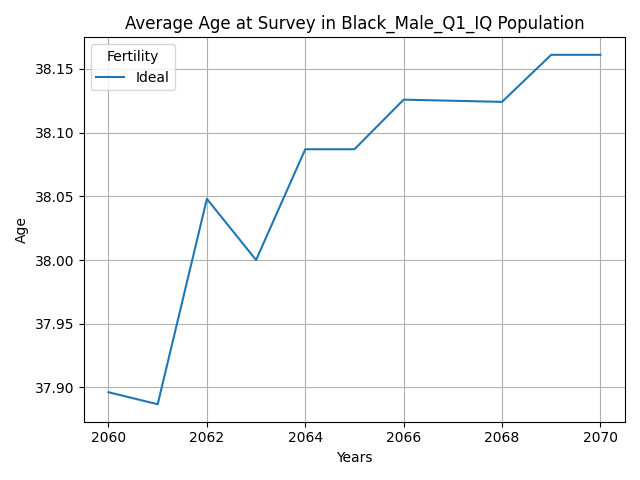 Average Age at Survey in Black_Male_Q1_IQ Population
Fertility
Ideal
Age
38.15
38.10
38.05
38.00
37.95
37.90
2060 2062 2064 2066 2068 2070
Years